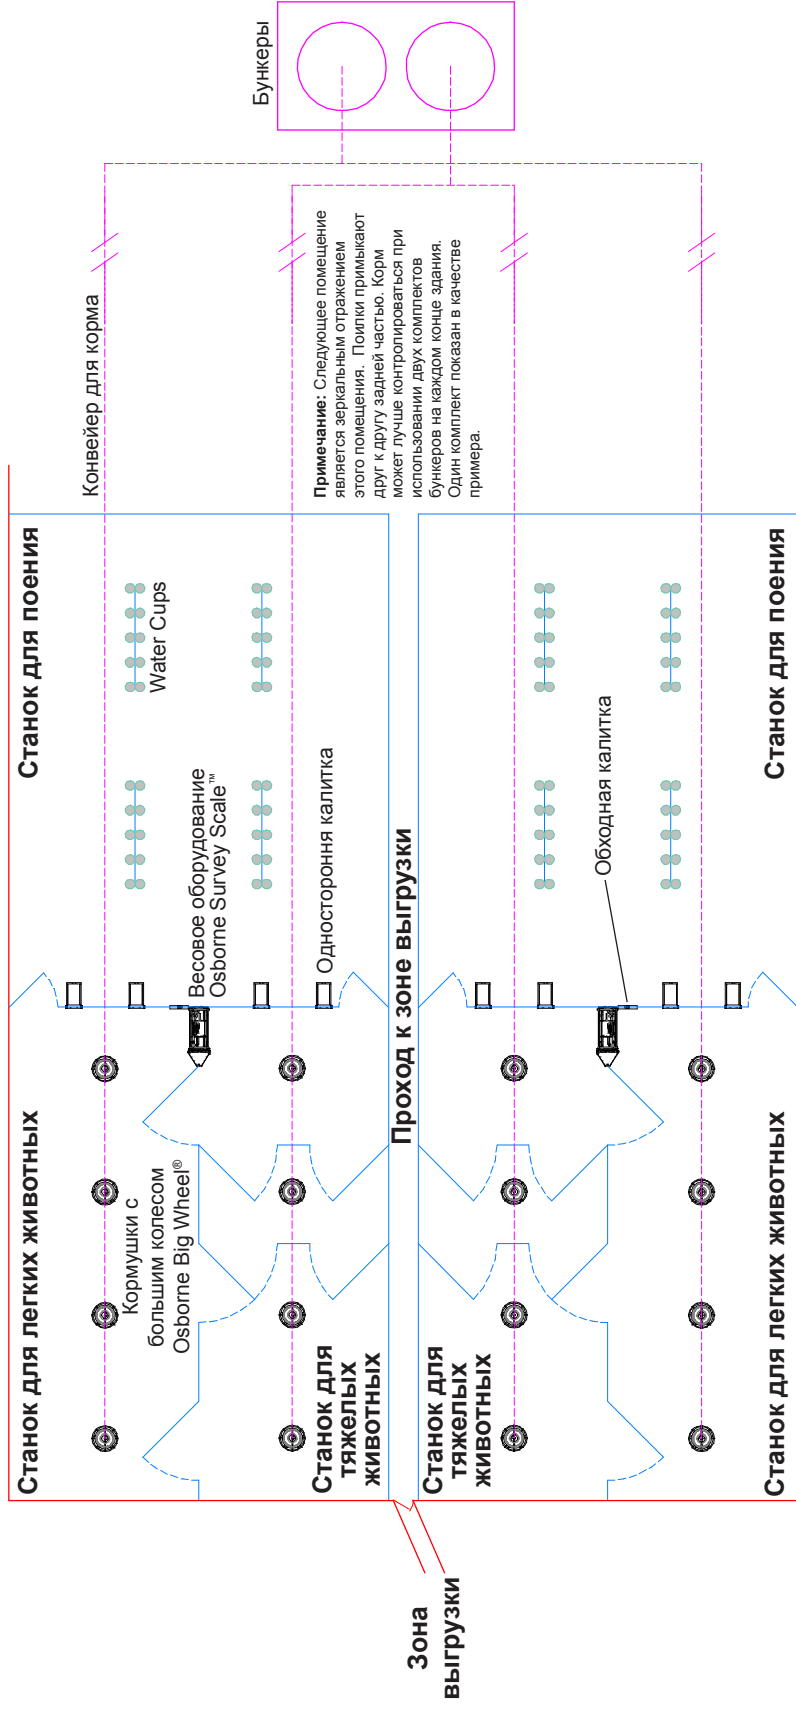 Бункеры
Конвейер для корма
Примечание: Следующее помещение
является зеркальным отражением
этого помещения. Поилки примыкают
друг к другу задней частью. Корм
может лучше контролироваться при
использовании двух комплектов
бункеров на каждом конце здания.
Один комплект показан в качестве
примера.
Станок для легких животных
Станок для поения
Water Cups
Кормушки с
большим колесом
Osborne Big Wheel®
Весовое оборудование
Osborne Survey Scale™
Одностороння калитка
Станок для
тяжелых
животных
Проход к зоне выгрузки
Зона
выгрузки
Станок для
тяжелых
животных
Обходная калитка
Станок для легких животных
Станок для поения